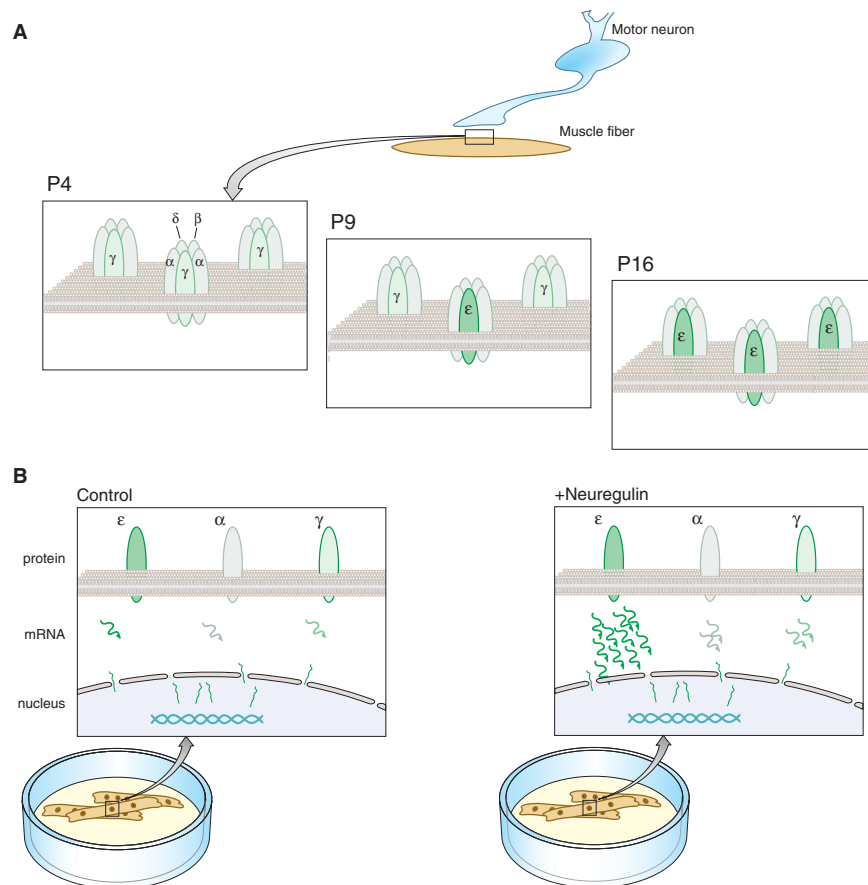 A
Motor neuron
Muscle fiber
P4
δ β
γ α γ α γ
P9
γ ε γ
P16
ε ε ε
B
Control
ε α γ
protein
mRNA
nucleus
+Neuregulin
ε α γ